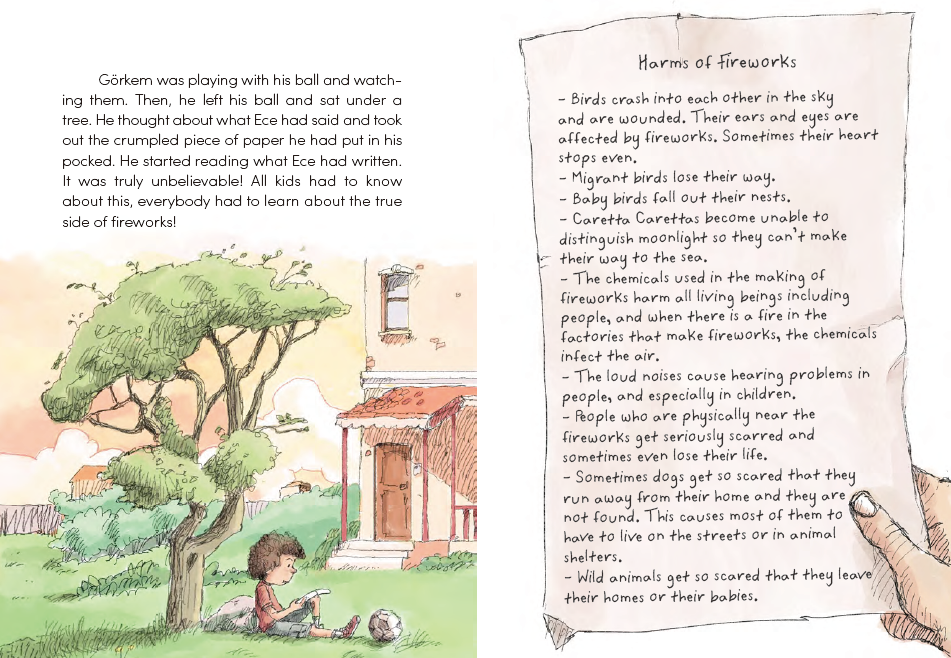 Görkem was playing with his ball and watch-
ing them. Then, he left his ball and sat under a
tree. He thought about what Ece had said and took
out the crumpled piece of paper he had put in his
pocked. He started reading what Ece had written.
It was truly unbelievable! All kids had to know
about this, everybody had to learn about the true
side of fireworks!
Harms of Fireworks
- Birds crash into each other in the sky
and are wounded. Their ears and eyes are
affected by fireworks. Sometimes their heart
stops even.
- Migrant birds lose their way.
- Baby birds fall out their nests.
- Caretta Carettas become unable to
distinguish moonlight so they can't make
their way to the sea.
- The chemicals used in the making of
fireworks harm all living beings including
people, and when there is a fire in the
factories that make fireworks, the chemicals
infect the air.
- The loud noises cause hearing problems in
people, and especially in children.
- People who are physically near the
fireworks get seriously scarred and
sometimes even lose their life.
- Sometimes dogs get so scared that they
run away from their home and they are
not found. This causes most of them to
have to live on the streets or in animal
shelters.
- Wild animals get so scared that they leave
their homes or their babies.